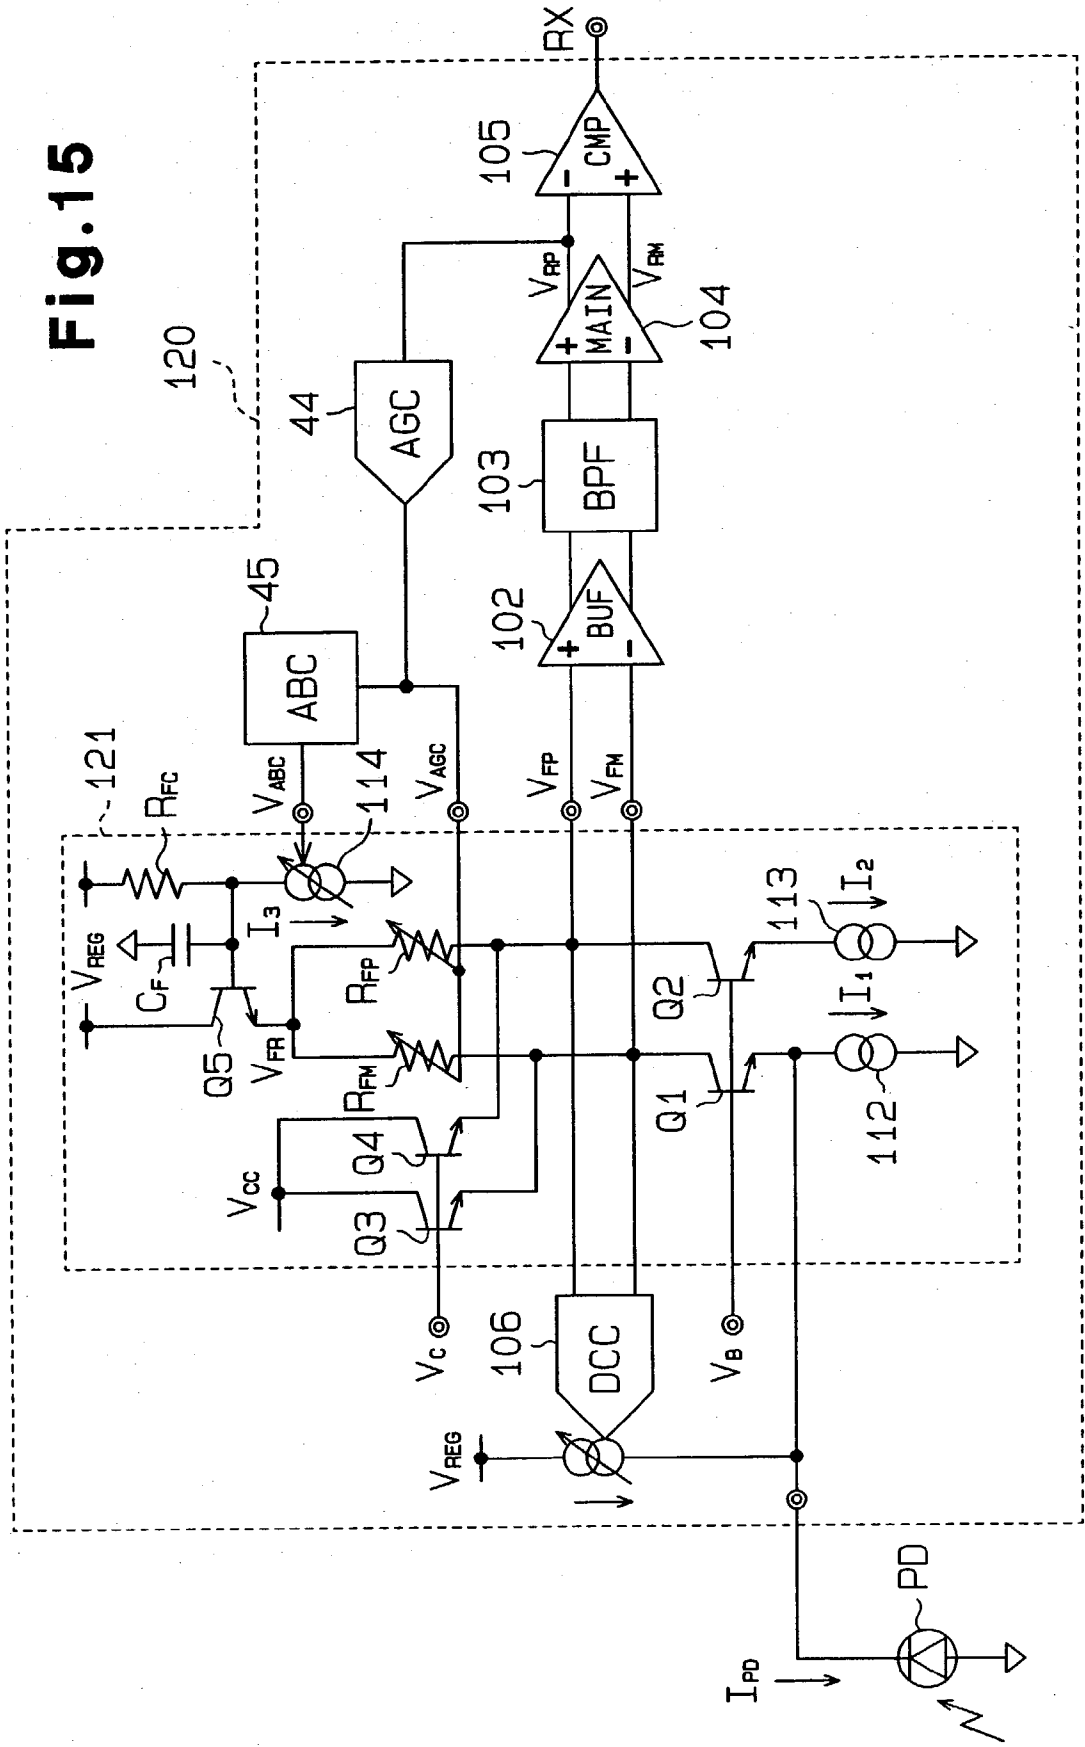 Fig.15
120
121
VREG
RFC
CF
Q5
VFR
I3
114
VABC
45
ABC
44
AGC
VAGC
RFP
RFM
VCC
Q4
Q3
VC
VFP
VFM
102
BUF
+
−
103
BPF
104
MAIN
+
−
VRP
VRM
105
CMP
−
+
RX
106
DCC
VREG
Q2
Q1
VB
113
I2
I1
112
IPD
PD